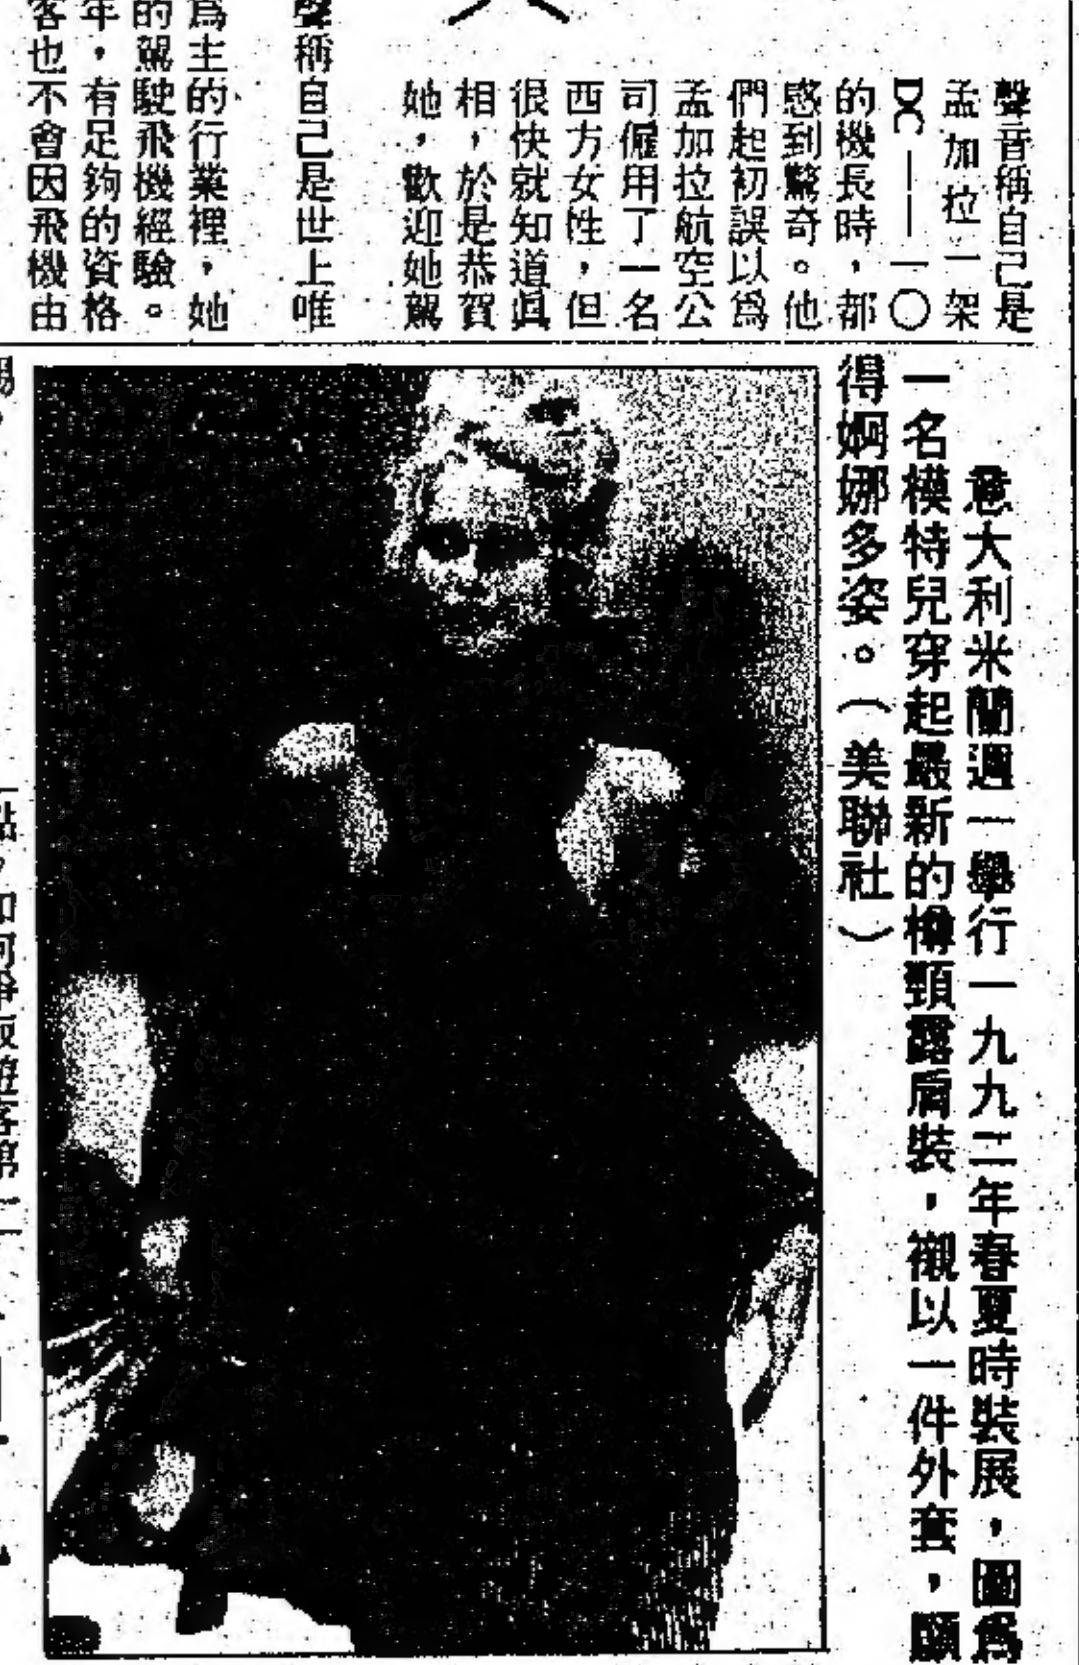 聲音稱自己是
孟加拉一架
DC——一〇
的機長時，都
感到驚奇。他
們起初誤以爲
孟加拉航空公
司僱用了一名
西方女性，但
很快就知道眞
相，於是恭賀
她，歡迎她駕
聲稱自己是世上唯
爲主的行業裡，她
的駕駛飛機經驗。
年，有足夠的資格
客也不會因飛機由
意大利米蘭週一舉行一九九二年春夏時裝展，圖爲
一名模特兒穿起最新的樽頸露肩裝，襯以一件外套，顯
得婀娜多姿。（美聯社）